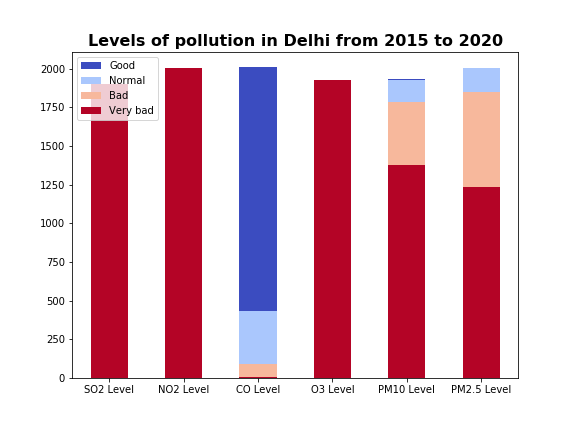 Levels of pollution in Delhi from 2015 to 2020
Good
Normal
Bad
Very bad
2000
1750
1500
1250
1000
750
500
250
0
SO2 Level NO2 Level CO Level O3 Level PM10 Level PM2.5 Level